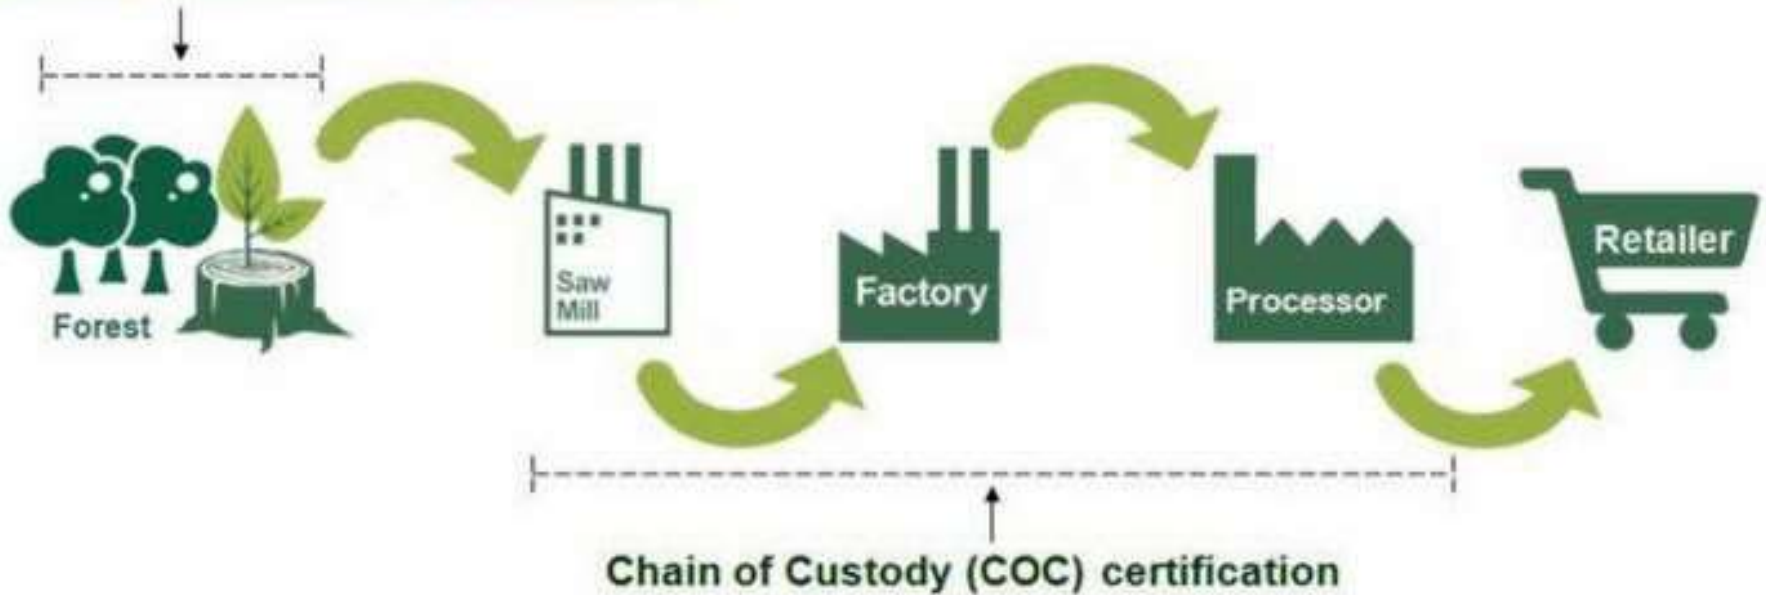 Forest
Saw
Mill
Factory
Processor
Retailer
Chain of Custody (COC) certification